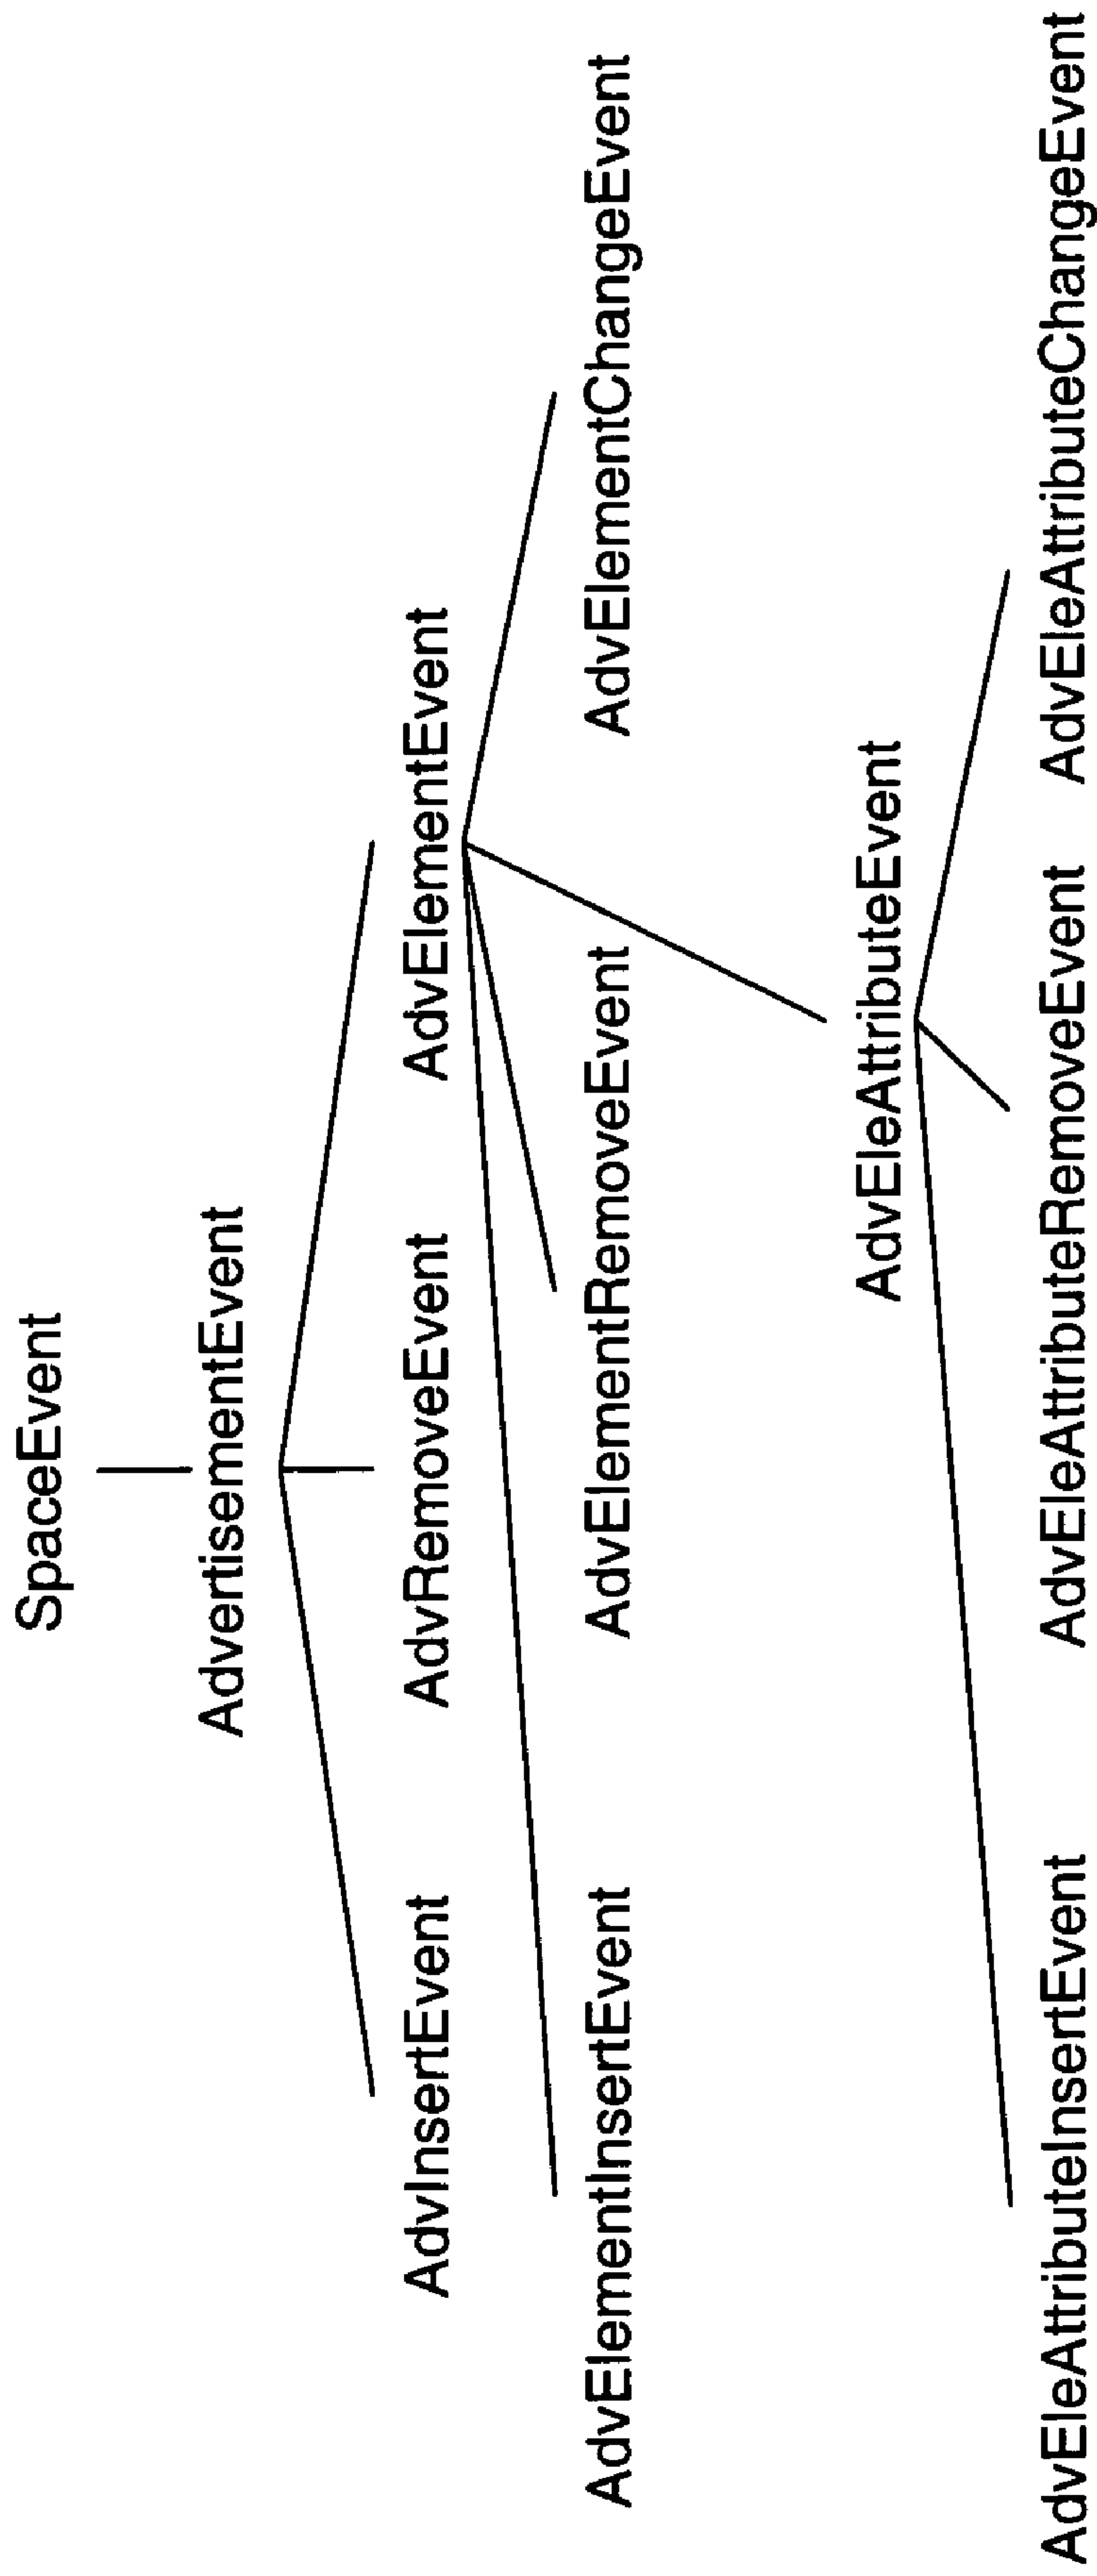 SpaceEvent
AdvertisementEvent
AdvInsertEvent AdvRemoveEvent AdvElementEvent
AdvElementInsertEvent AdvElementRemoveEvent AdvElementChangeEvent
AdvEleAttributeEvent
AdvEleAttributeInsertEvent AdvEleAttributeRemoveEvent AdvEleAttributeChangeEvent